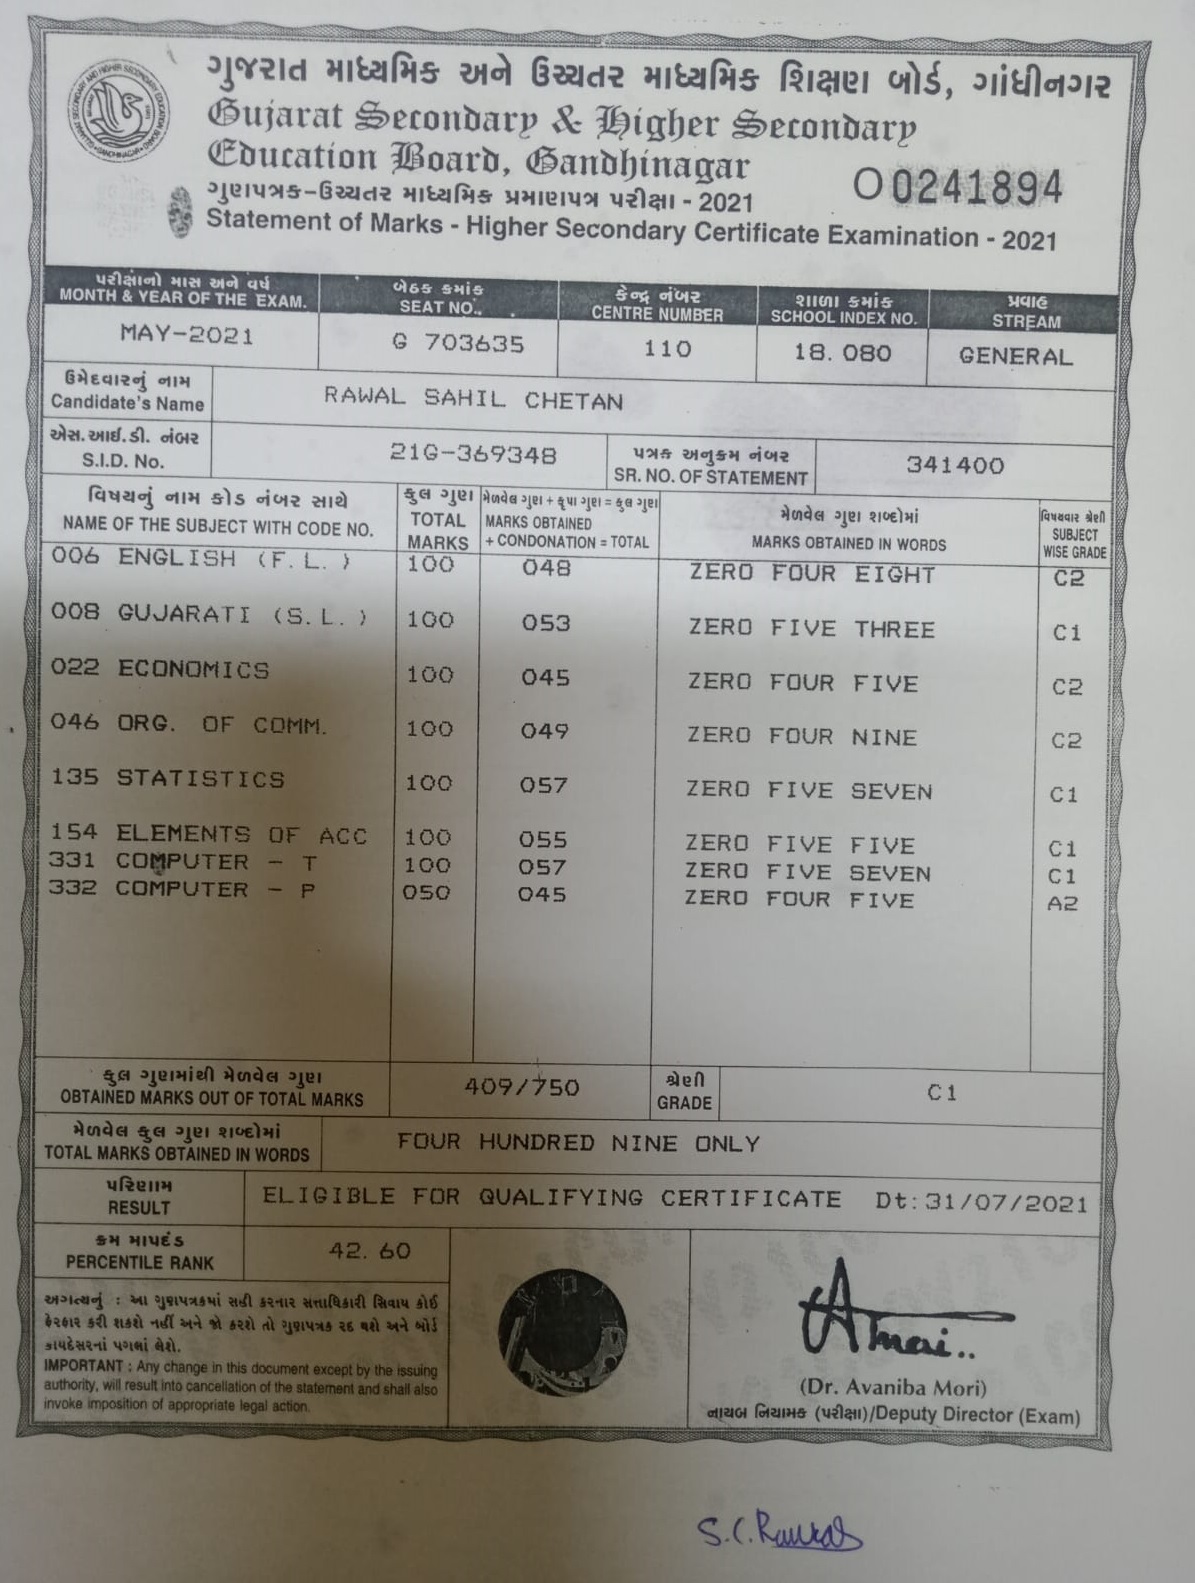 ગુજરાત માધ્યમિક અને ઉચ્ચતર માધ્યમિક શિક્ષણ બોર્ડ, ગાંધીનગર
Gujarat Secondary & Higher Secondary
Education Board, Gandhinagar
O 0241894
ગુણપત્રક-ઉચ્ચતર માધ્યમિક પ્રમાણપત્ર પરીક્ષા - 2021
Statement of Marks - Higher Secondary Certificate Examination - 2021
પરીક્ષાનો માસ અને વર્ષ બેઠક ક્રમાંક કેન્દ્ર નંબર શાળા ક્રમાંક પ્રવાહ
MONTH & YEAR OF THE EXAM. SEAT NO. CENTRE NUMBER SCHOOL INDEX NO. STREAM
MAY-2021 G 703635 110 18. 080 GENERAL
ઉમેદવારનું નામ
Candidate's Name RAWAL SAHIL CHETAN
એસ.આઈ.ડી. નંબર પત્રક અનુક્રમ નંબર
S.I.D. No. 21G-369348 SR. NO. OF STATEMENT 341400
વિષયનું નામ કોડ નંબર સાથે કુલ ગુણ મેળવેલ ગુણ + કૃપા ગુણ = કુલ ગુણ મેળવેલ ગુણ શબ્દોમાં વિષયવાર શ્રેણી
NAME OF THE SUBJECT WITH CODE NO. TOTAL MARKS OBTAINED MARKS OBTAINED IN WORDS SUBJECT
MARKS + CONDONATION = TOTAL WISE GRADE
006 ENGLISH (F. L. ) 100 048 ZERO FOUR EIGHT C2
008 GUJARATI (S. L. ) 100 053 ZERO FIVE THREE C1
022 ECONOMICS 100 045 ZERO FOUR FIVE C2
046 ORG. OF COMM. 100 049 ZERO FOUR NINE C2
135 STATISTICS 100 057 ZERO FIVE SEVEN C1
154 ELEMENTS OF ACC 100 055 ZERO FIVE FIVE C1
331 COMPUTER - T 100 057 ZERO FIVE SEVEN C1
332 COMPUTER - P 050 045 ZERO FOUR FIVE A2
કુલ ગુણમાંથી મેળવેલ ગુણ શ્રેણી
OBTAINED MARKS OUT OF TOTAL MARKS 409/750 GRADE C1
મેળવેલ કુલ ગુણ શબ્દોમાં
TOTAL MARKS OBTAINED IN WORDS FOUR HUNDRED NINE ONLY
પરિણામ
RESULT ELIGIBLE FOR QUALIFYING CERTIFICATE Dt: 31/07/2021
ક્રમ માપદંડ
PERCENTILE RANK 42. 60
અગત્યનું : આ ગુણપત્રકમાં સહી કરનાર સત્તાધિકારી સિવાય કોઈ
ફેરફાર કરી શકશે નહીં અને જો કરશે તો ગુણપત્રક રદ થશે અને બોર્ડ
કાયદેસરનાં પગલાં લેશે.
IMPORTANT : Any change in this document except by the issuing
authority, will result into cancellation of the statement and shall also
invoke imposition of appropriate legal action.
(Dr. Avaniba Mori)
નાયબ નિયામક (પરીક્ષા)/Deputy Director (Exam)
S.C.Rawal